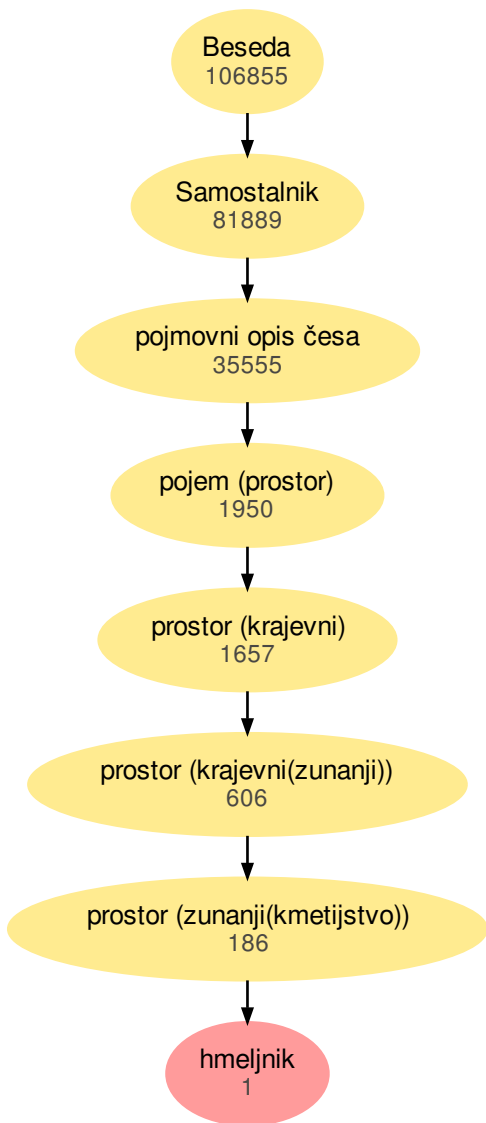 Beseda
106855
Samostalnik
81889
pojmovni opis česa
35555
pojem (prostor)
1950
prostor (krajevni)
1657
prostor (krajevni(zunanji))
606
prostor (zunanji(kmetijstvo))
186
hmeljnik
1